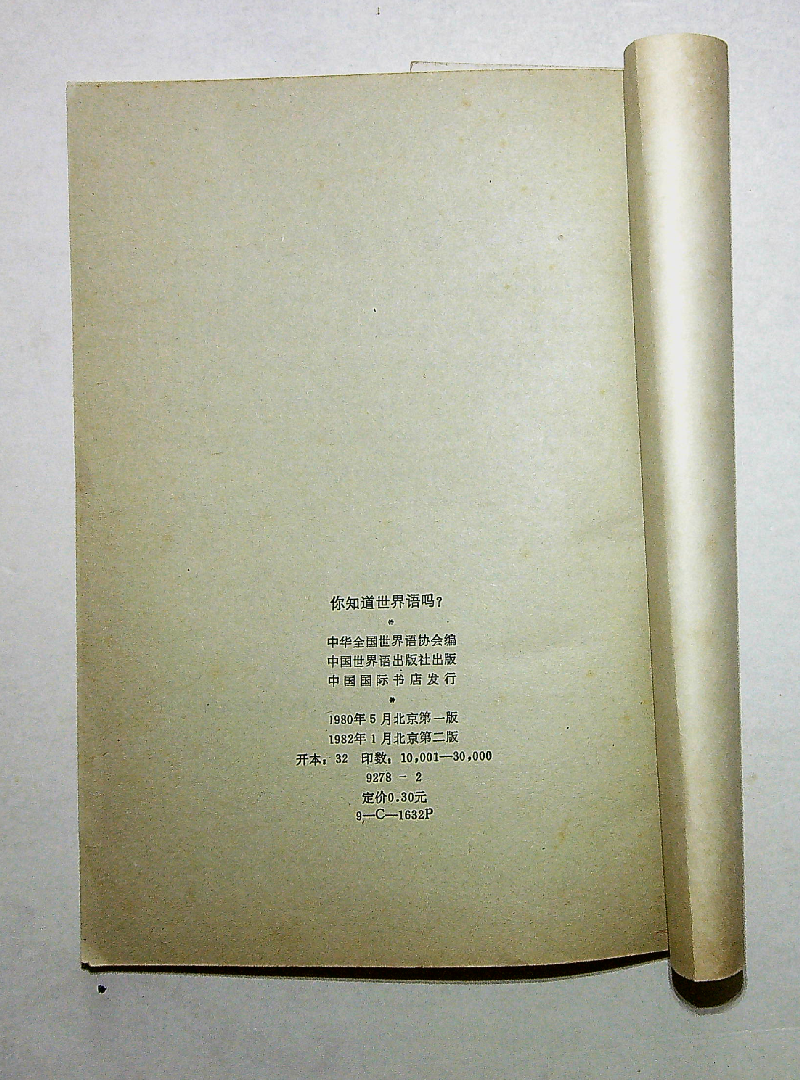 你知道世界语吗？
*
中华全国世界语协会编
中国世界语出版社出版
中国国际书店发行
*
1980年5月北京第一版
1982年1月北京第二版
开本：32 印数：10,001—30,000
9278-2
定价0.30元
9—C—1632P